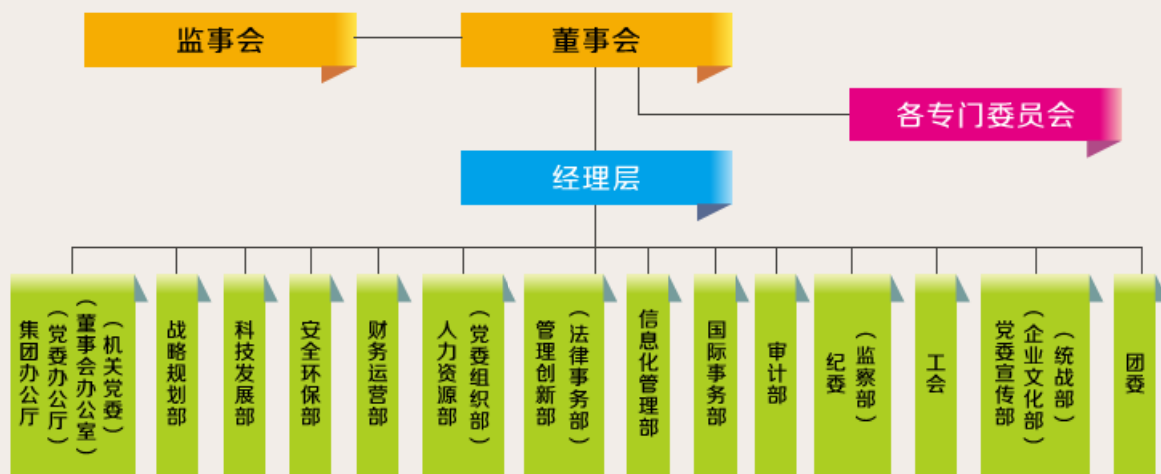 监事会
董事会
各专门委员会
经理层
集团办公厅
（党委办公厅）
（董事会办公室）
（机关党委）
战略规划部
科技发展部
安全环保部
财务运营部
人力资源部
（党委组织部）
管理创新部
（法律事务部）
信息化管理部
国际事务部
审计部
纪委
（监察部）
工会
党委宣传部
（企业文化部）
（统战部）
团委